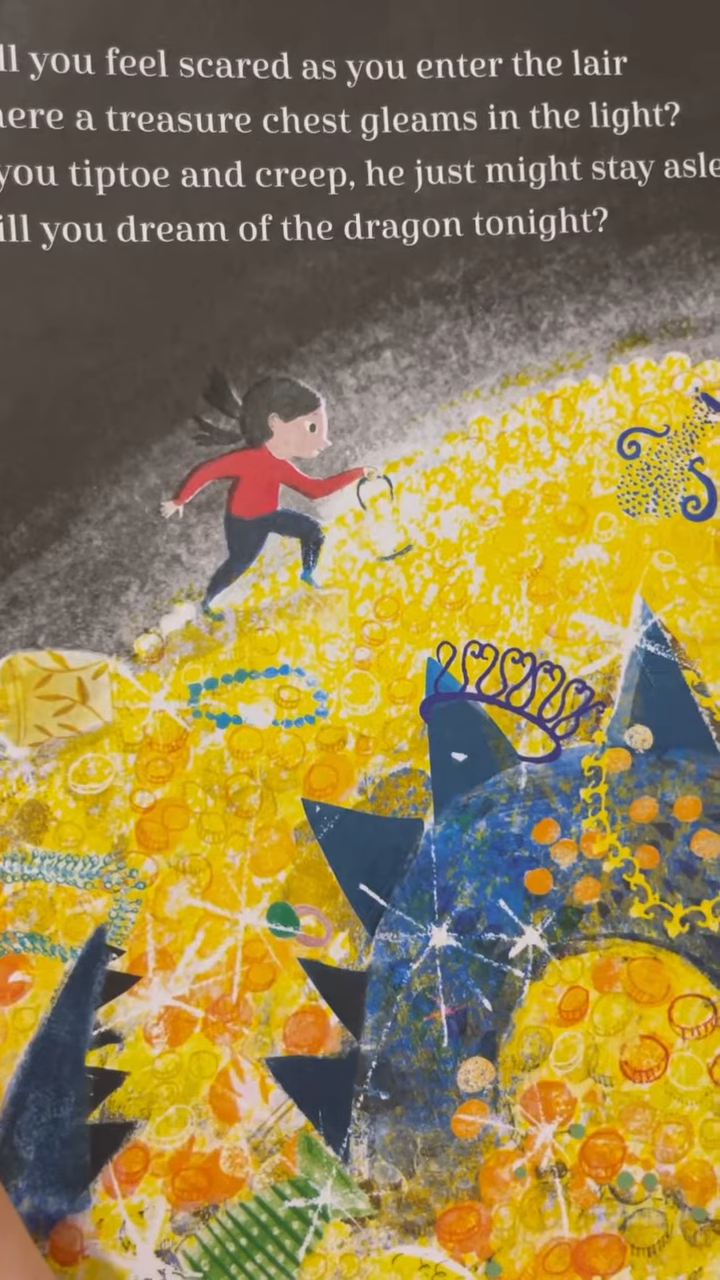 ll you feel scared as you enter the lair
ere a treasure chest gleams in the light?
you tiptoe and creep, he just might stay asle
ill you dream of the dragon tonight?